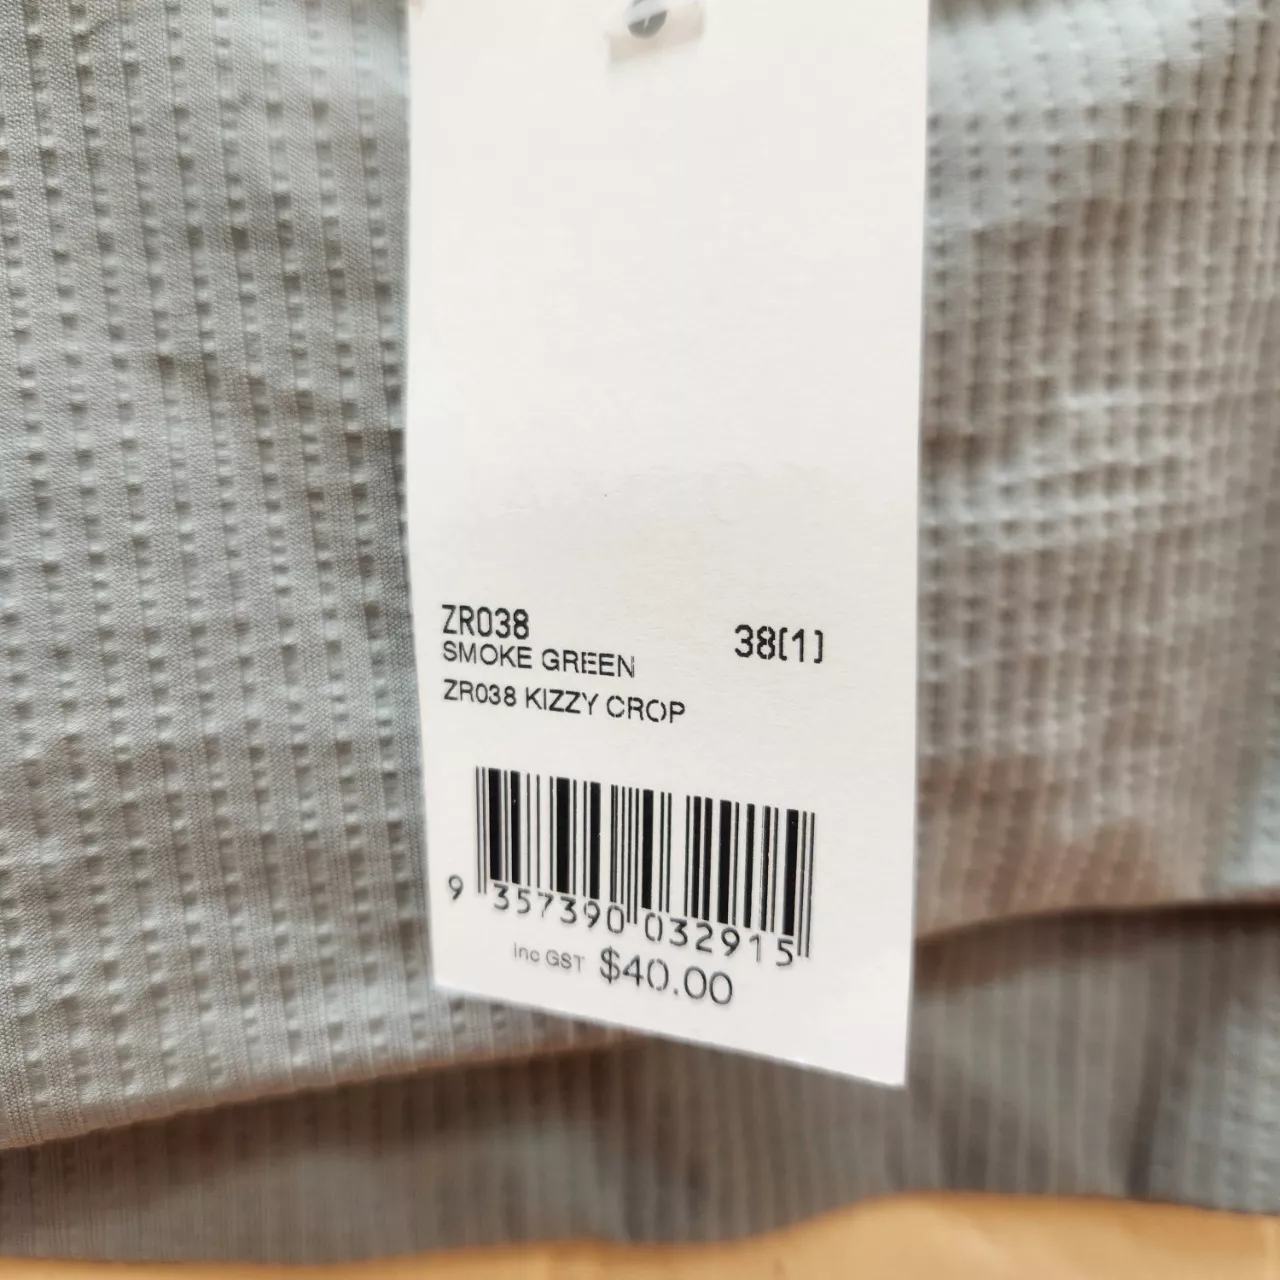 ZR038 38[1]
SMOKE GREEN
ZR038 KIZZY CROP
9 357390 032915
Inc GST $40.00